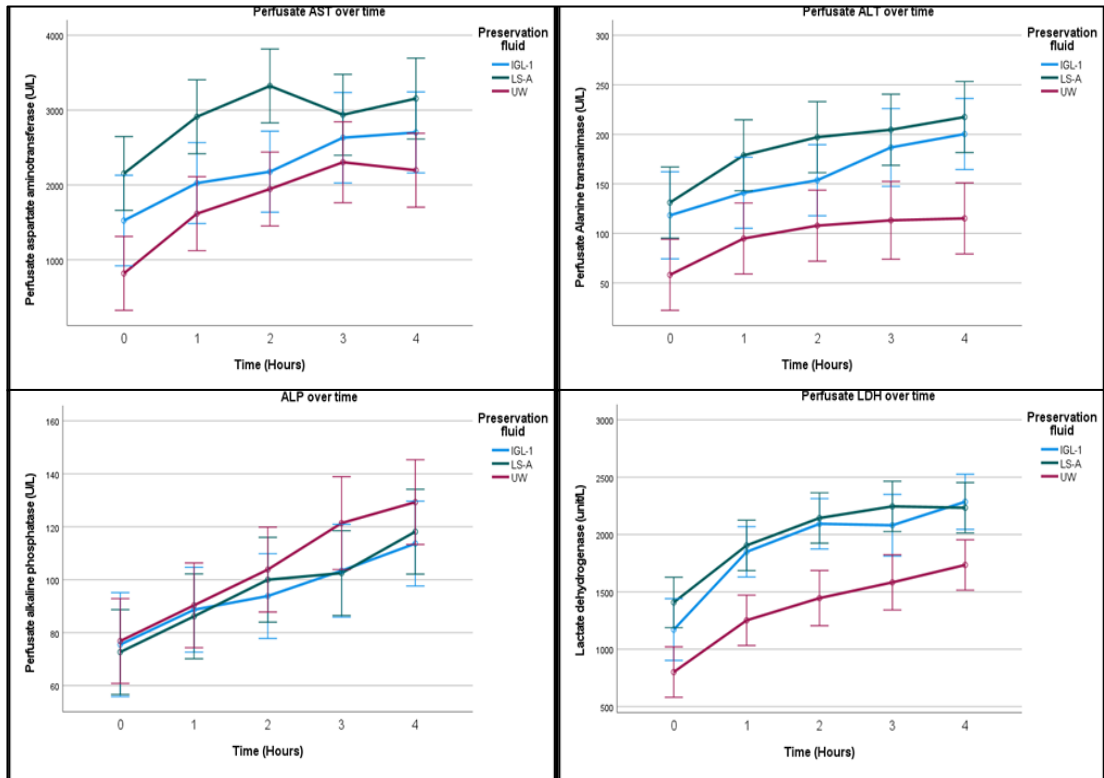 Perfusate AST over time
Preservation
fluid
IGL-1
LS-A
UW
Perfusate aspartate aminotransferase (U/L)
4000
3000
2000
1000
0 1 2 3 4
Time (Hours)
Perfusate ALT over time
Preservation
fluid
IGL-1
LS-A
UW
Perfusate Alanine transanimase (U/L)
300
250
200
150
100
50
0 1 2 3 4
Time (Hours)
ALP over time
Preservation
fluid
IGL-1
LS-A
UW
Perfusate alkaline phosphatase (U/L)
160
140
120
100
80
60
0 1 2 3 4
Time (Hours)
Perfusate LDH over time
Preservation
fluid
IGL-1
LS-A
UW
Lactate dehydrogenase (unit/L)
3000
2500
2000
1500
1000
500
0 1 2 3 4
Time (Hours)